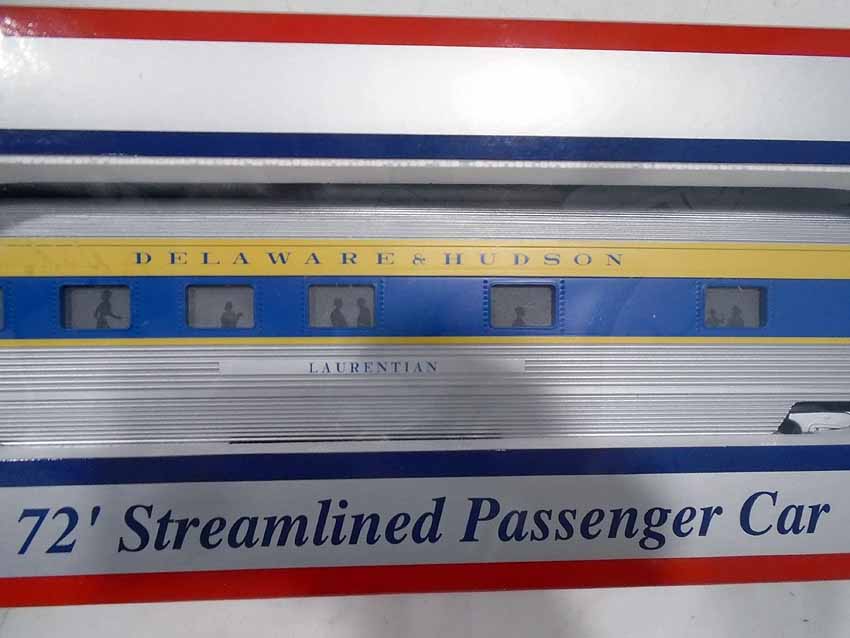 DELAWARE & HUDSON
LAURENTIAN
72' Streamlined Passenger Car